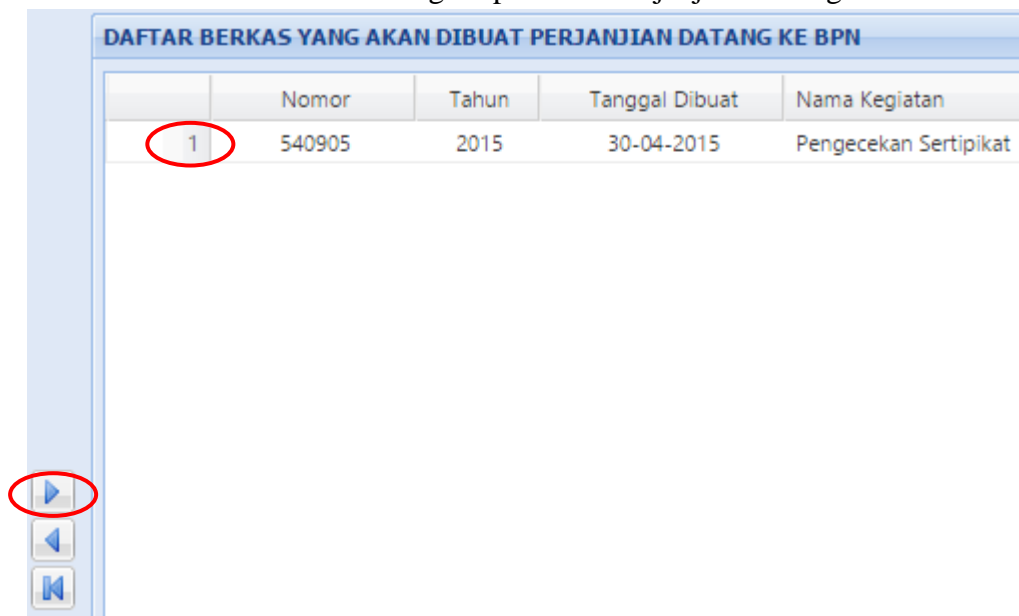 DAFTAR BERKAS YANG AKAN DIBUAT PERJANJIAN DATANG KE BPN
Nomor Tahun Tanggal Dibuat Nama Kegiatan
1 540905 2015 30-04-2015 Pengecekan Sertipikat